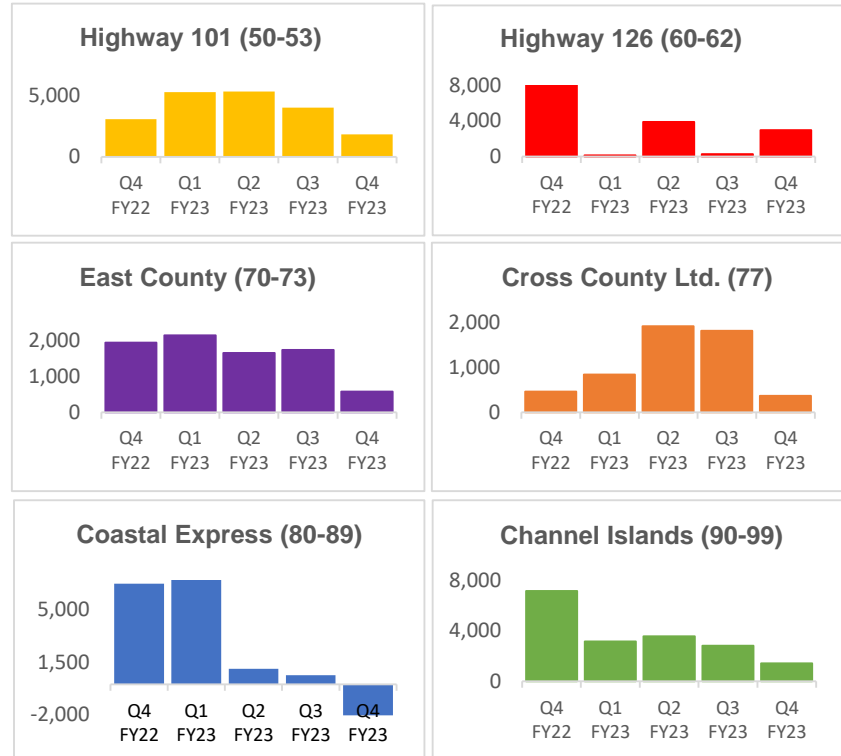 Highway 101 (50-53)
5,000
0
Q4 Q1 Q2 Q3 Q4
FY22 FY23 FY23 FY23 FY23
Highway 126 (60-62)
8,000
4,000
0
Q4 Q1 Q2 Q3 Q4
FY22 FY23 FY23 FY23 FY23
East County (70-73)
2,000
1,000
0
Q4 Q1 Q2 Q3 Q4
FY22 FY23 FY23 FY23 FY23
Cross County Ltd. (77)
2,000
1,000
0
Q4 Q1 Q2 Q3 Q4
FY22 FY23 FY23 FY23 FY23
Coastal Express (80-89)
5,000
1,500
-2,000
Q4 Q1 Q2 Q3 Q4
FY22 FY23 FY23 FY23 FY23
Channel Islands (90-99)
8,000
4,000
0
Q4 Q1 Q2 Q3 Q4
FY22 FY23 FY23 FY23 FY23